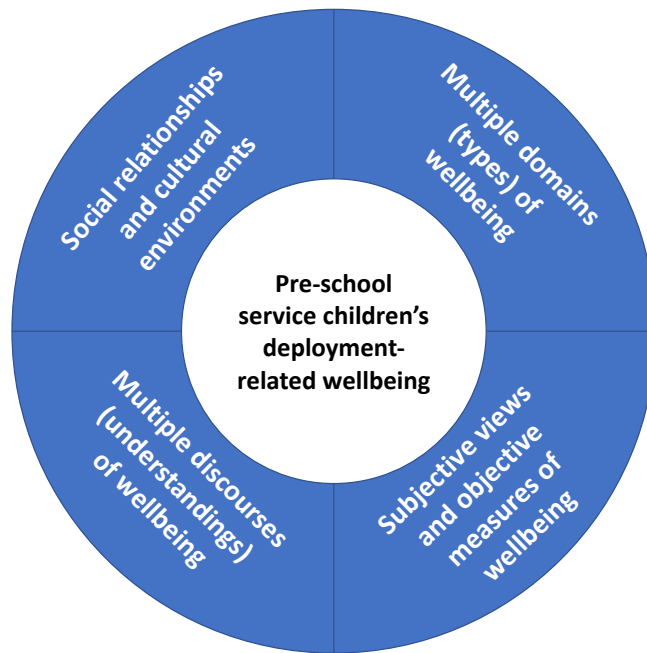 Social relationships
and cultural
environments
Multiple domains
(types) of
wellbeing
Pre-school
service children’s
deployment-
related wellbeing
Multiple discourses
(understandings)
of wellbeing
Subjective views
and objective
measures of
wellbeing